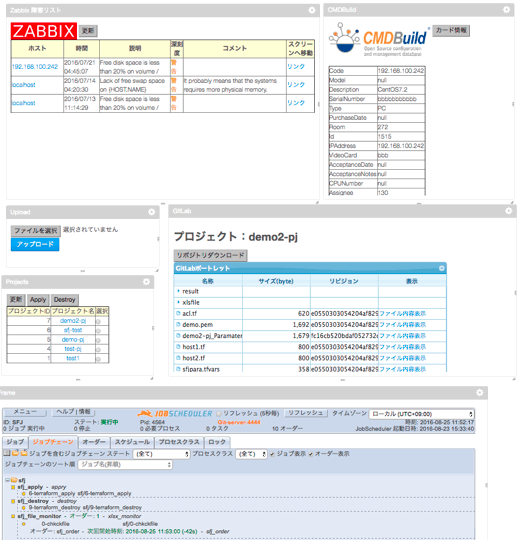 Zabbix 障害リスト
ZABBIX 更新
ホスト 時間 説明 深刻度 コメント スクリーンへ移動
192.168.100.242 2016/07/21 04:45:07 Free disk space is less than 20% on volume / 警告 リンク
localhost 2016/07/14 04:20:30 Lack of free swap space on {HOST.NAME} 警告 It probably means that the systems requires more physical memory. リンク
localhost 2016/07/13 11:14:29 Free disk space is less than 20% on volume / 警告 リンク
CMDBuild
CMDBuild カード情報
Open Source configuration
and management database
Code 192.168.100.242
Model null
Description CentOS7.2
SerialNumber bbbbbbbbbbb
Type PC
PurchaseDate null
Room 272
Id 1515
IPAddress 192.168.100.242
VideoCard bbb
AcceptanceDate null
AcceptanceNotes null
CPUNumber null
Assignee 130
Upload
ファイルを選択 選択されていません
アップロード
Projects
更新 Apply Destroy
プロジェクトID プロジェクト名 選択
7 demo2-pj
6 sfj-test
5 demo-pj
4 test-pj
1 test1
GitLab
プロジェクト：demo2-pj
リポジトリダウンロード
GitLabポートレット
名称 サイズ(byte) リビジョン 表示
result
xlsfile
acl.tf 620 e0550303054204af829 ファイル内容表示
demo.pem 1,692 e0550303054204af829 ファイル内容表示
demo2-pj_Paramater 1,679 fc16cb520bdaf052732e ファイル内容表示
host1.tf 800 e0550303054204af829 ファイル内容表示
host2.tf 800 e0550303054204af829 ファイル内容表示
sfjpara.tfvars 358 e0550303054204af829 ファイル内容表示
rame
メニュー ヘルプ | 情報 JOBSCHEDULER リフレッシュ (5秒毎) リフレッシュ タイムゾーン ローカル (UTC+09:00)
ID: SFJ ステート: 実行中 Pid: 4564 時刻: 2016-08-25 11:52:17
0 ジョブ 実行中 0 停止 0 必要プロセス 0 タスク 10 オーダー JobScheduler 起動日時: 2016-08-23 15:33:40
ジョブ ジョブチェーン オーダー スケジュール プロセスクラス ロック
ジョブを含むジョブチェーン ステート (全て) プロセスクラス (全て) ジョブ表示 オーダー表示
ジョブチェーンのソート順 ジョブ名(昇順)
sfj
sfj_apply - appry
6-terraform_apply sfj/6-terraform_apply
sfj_destroy - destroy
9-terraform_destroy sfj/9-terraform_destroy
sfj_file_monitor - オーダー: 1 - xlsx_monitor
0-chkckfile sfj/0-chkckfile
オーダー: sfj_order - 次回開始時刻: 2016-08-25 11:53:00 (-42s) - sfj_order